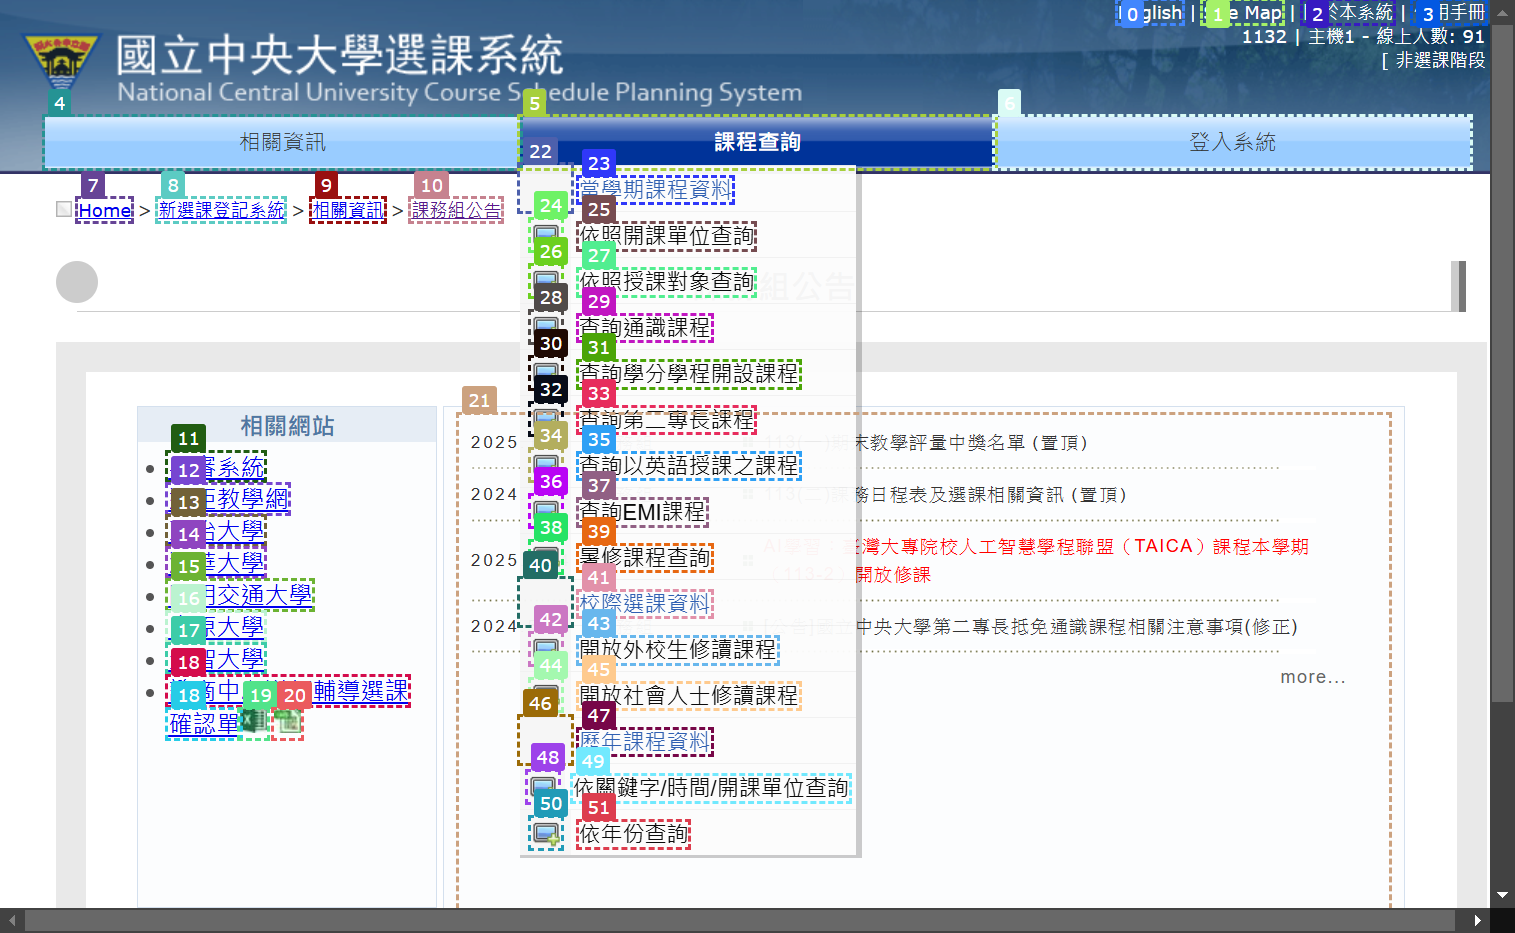 English | Site Map | 於本系統 | 用手冊
1132 | 主機1 - 線上人數: 91
[ 非選課階段
國立中央大學選課系統
National Central University Course Schedule Planning System
相關資訊
課程查詢
登入系統
Home > 新選課登記系統 > 相關資訊 > 課務組公告
組公告
當學期課程資料
依照開課單位查詢
依照授課對象查詢
查詢通識課程
查詢學分學程開設課程
查詢第二專長課程
查詢以英語授課之課程
查詢EMI課程
暑修課程查詢
校際選課資料
開放外校生修讀課程
開放社會人士修讀課程
歷年課程資料
依關鍵字/時間/開課單位查詢
依年份查詢
相關網站
系統
教學網
大學
大學
交通大學
大學
大學
輔導選課
確認單
2025
末教學評量中獎名單 (置頂)
2024
113(二)課務日程表及選課相關資訊 (置頂)
2025
臺灣大專院校人工智慧學程聯盟（TAICA）課程本學期
開放修課
2024
中央大學第二專長抵免通識課程相關注意事項(修正)
more...
0
1
2
3
4
5
6
7
8
9
10
11
12
13
14
15
16
17
18
18
19
20
21
22
23
24
25
26
27
28
29
30
31
32
33
34
35
36
37
38
39
40
41
42
43
44
45
46
47
48
49
50
51